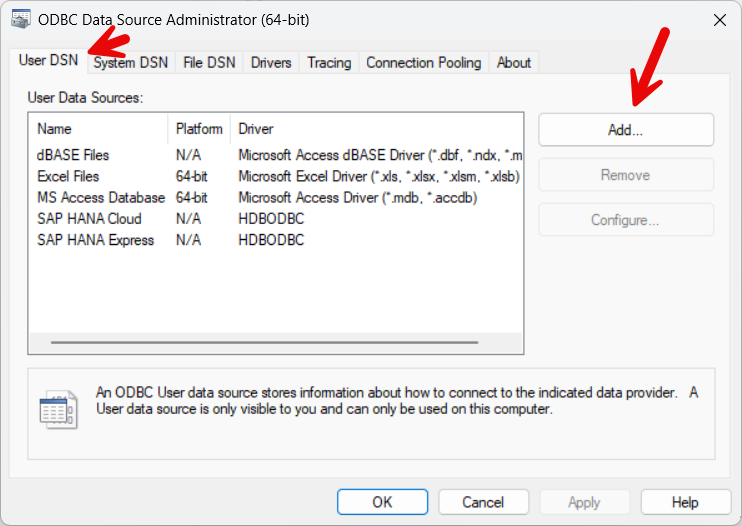 ODBC Data Source Administrator (64-bit)
User DSN System DSN File DSN Drivers Tracing Connection Pooling About
User Data Sources:
Name Platform Driver
dBASE Files N/A Microsoft Access dBASE Driver (*.dbf, *.ndx, *.m
Excel Files 64-bit Microsoft Excel Driver (*.xls, *.xlsx, *.xlsm, *.xlsb)
MS Access Database 64-bit Microsoft Access Driver (*.mdb, *.accdb)
SAP HANA Cloud N/A HDBODBC
SAP HANA Express N/A HDBODBC
Add...
Remove
Configure...
An ODBC User data source stores information about how to connect to the indicated data provider. A
User data source is only visible to you and can only be used on this computer.
OK Cancel Apply Help